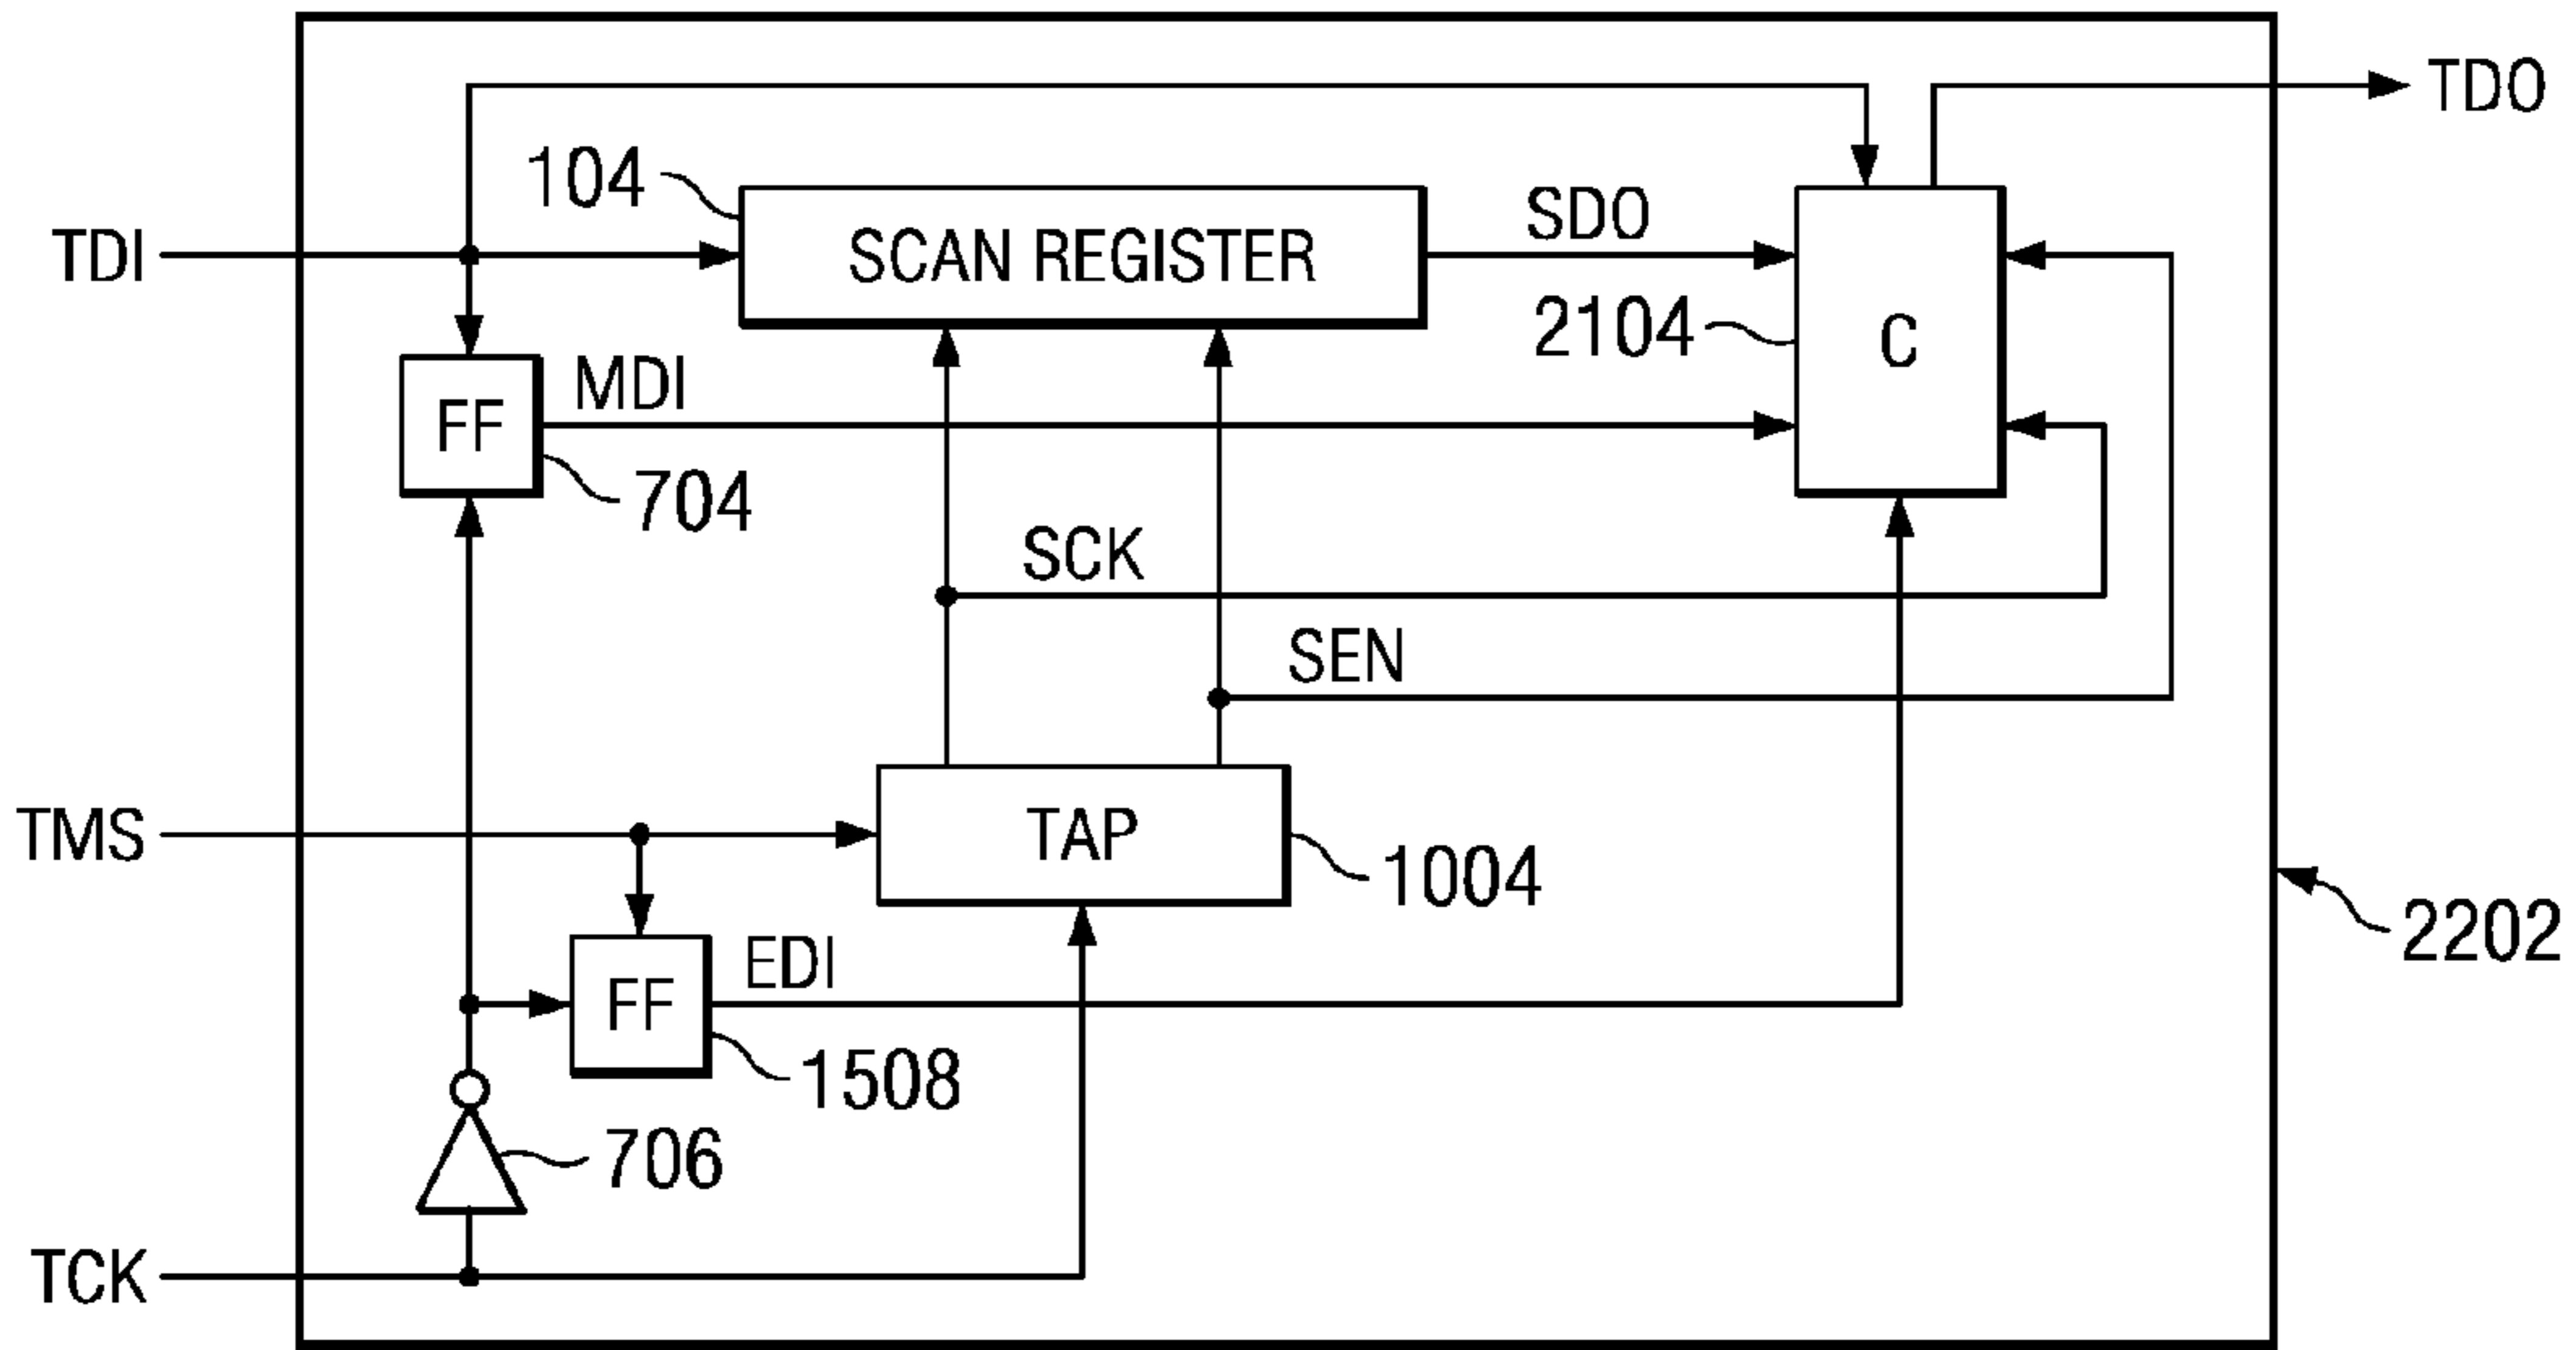 TDO
104
SDO
TDI
SCAN REGISTER
2104
C
MDI
FF
704
SCK
SEN
TMS
TAP
1004
2202
EDI
FF
1508
706
TCK